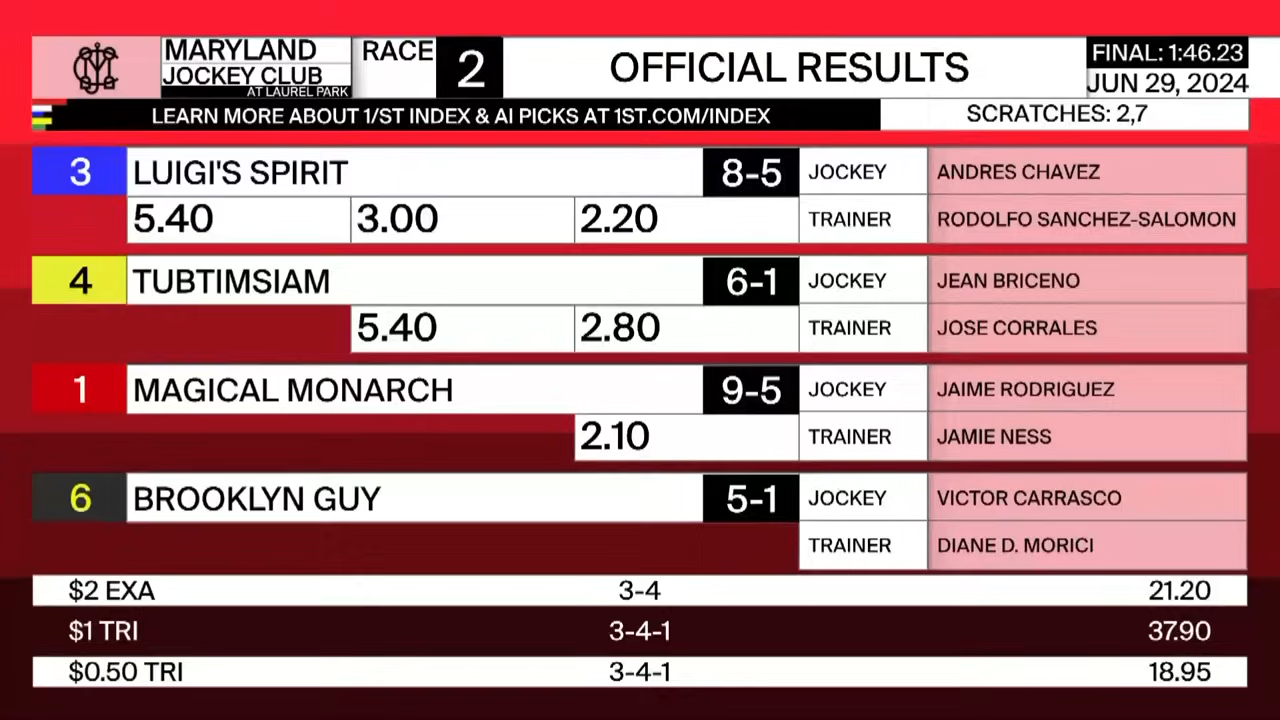 MARYLAND
JOCKEY CLUB
AT LAUREL PARK
RACE 2
OFFICIAL RESULTS
FINAL: 1:46.23
JUN 29, 2024
LEARN MORE ABOUT 1/ST INDEX & AI PICKS AT 1ST.COM/INDEX
SCRATCHES: 2,7
3 LUIGI'S SPIRIT 8-5 JOCKEY ANDRES CHAVEZ
5.40 3.00 2.20 TRAINER RODOLFO SANCHEZ-SALOMON
4 TUBTIMSIAM 6-1 JOCKEY JEAN BRICENO
5.40 2.80 TRAINER JOSE CORRALES
1 MAGICAL MONARCH 9-5 JOCKEY JAIME RODRIGUEZ
2.10 TRAINER JAMIE NESS
6 BROOKLYN GUY 5-1 JOCKEY VICTOR CARRASCO
TRAINER DIANE D. MORICI
$2 EXA 3-4 21.20
$1 TRI 3-4-1 37.90
$0.50 TRI 3-4-1 18.95